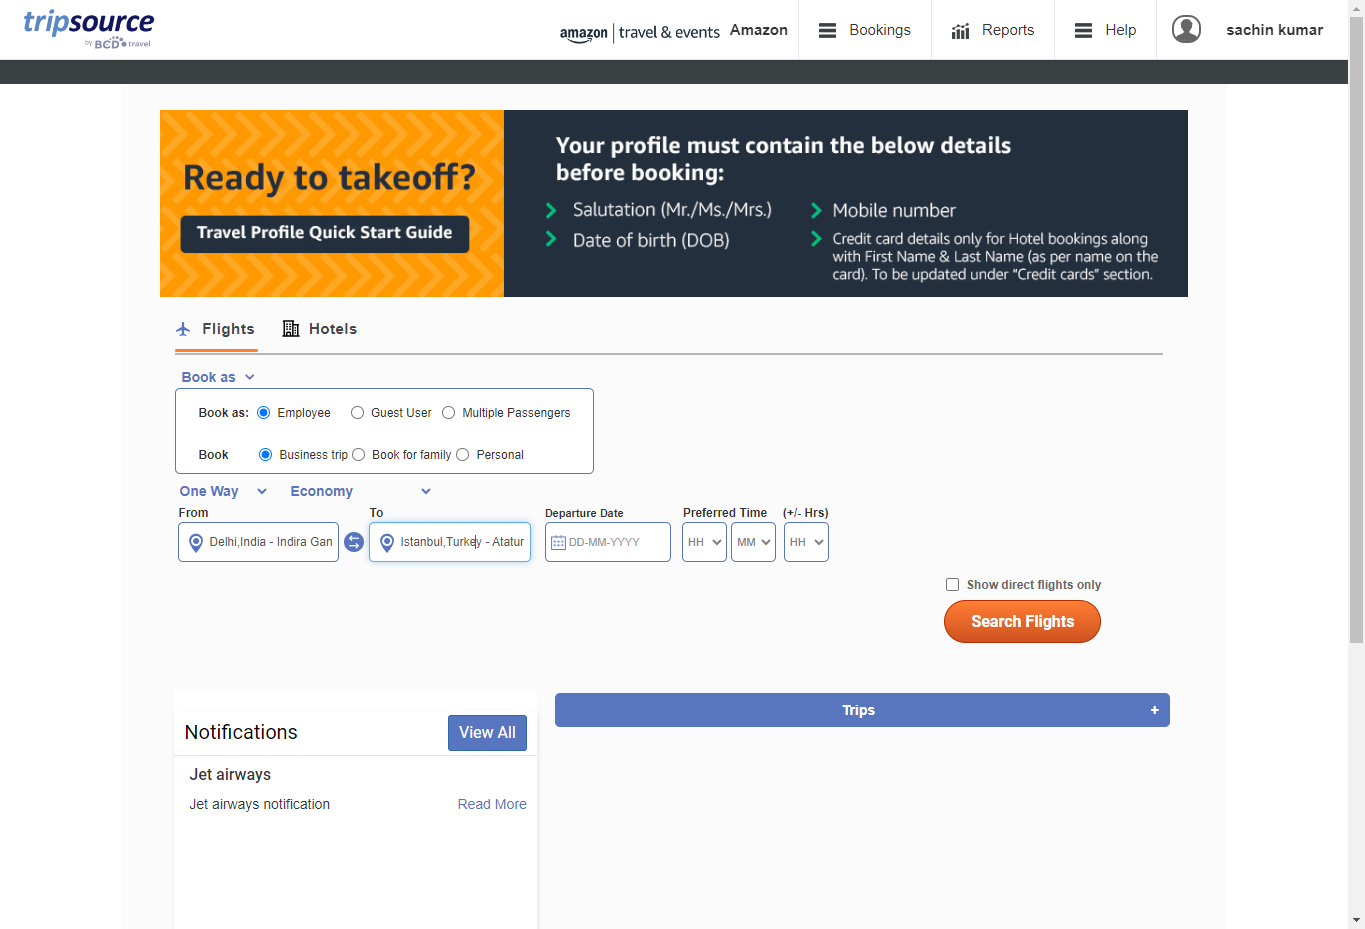 tripsource
by BCD travel
amazon | travel & events
Amazon
Bookings
Reports
Help
sachin kumar
Ready to takeoff?
Travel Profile Quick Start Guide
Your profile must contain the below details
before booking:
Salutation (Mr./Ms./Mrs.)
Date of birth (DOB)
Mobile number
Credit card details only for Hotel bookings along
with First Name & Last Name (as per name on the
card). To be updated under “Credit cards” section.
Flights
Hotels
Book as
Book as: Employee Guest User Multiple Passengers
Book Business trip Book for family Personal
One Way Economy
From To Departure Date Preferred Time (+/- Hrs)
Delhi,India - Indira Gan Istanbul,Turkey - Atatur DD-MM-YYYY HH MM HH
Show direct flights only
Search Flights
Notifications View All
Jet airways
Jet airways notification Read More
Trips +